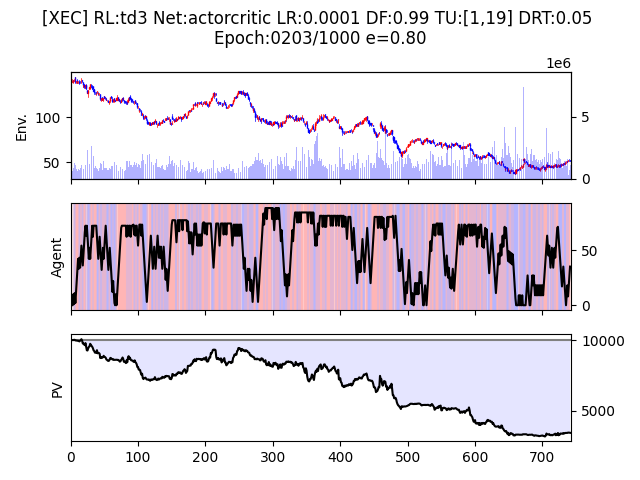 [XEC] RL:td3 Net:actorcritic LR:0.0001 DF:0.99 TU:[1,19] DRT:0.05
Epoch:0203/1000 e=0.80
1e6
Env.
100
50
5
0
Agent
50
0
PV
10000
5000
0 100 200 300 400 500 600 700